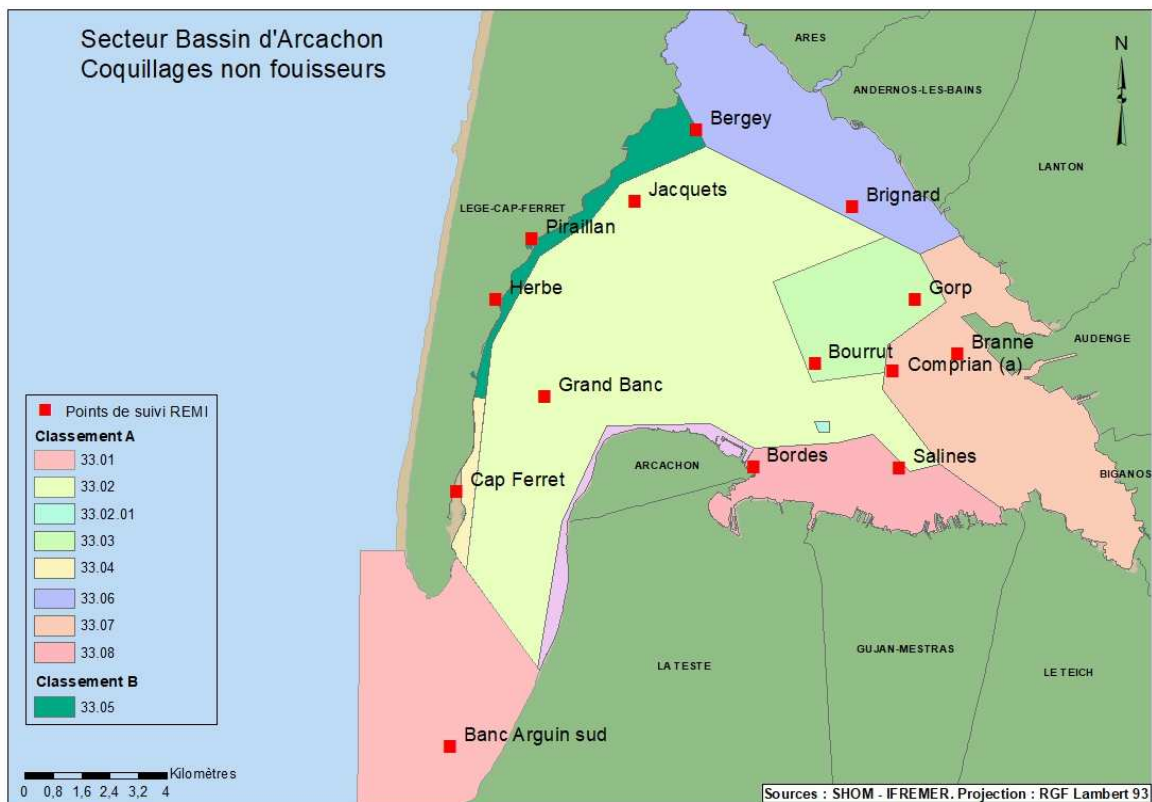 Secteur Bassin d'Arcachon
Coquillages non fouisseurs
ARES
N
ANDERNOS-LES-BAINS
Bergey
LANTON
Jacquets
Brignard
LEGE-CAP-FERRET
Piraillan
Herbe
Gorp
AUDENGE
Branne
Bourrut
Comprian (a)
Grand Banc
Points de suivi REMI
Classement A
33.01
33.02
33.02.01
33.03
33.04
33.06
33.07
33.08
Classement B
33.05
Bordes
Salines
ARCACHON
BIGANOS
Cap Ferret
GUJAN-MESTRAS
LA TESTE
LE TEICH
Banc Arguin sud
Kilomètres
0 0,8 1,6 2,4 3,2 4
Sources : SHOM - IFREMER. Projection : RGF Lambert 93